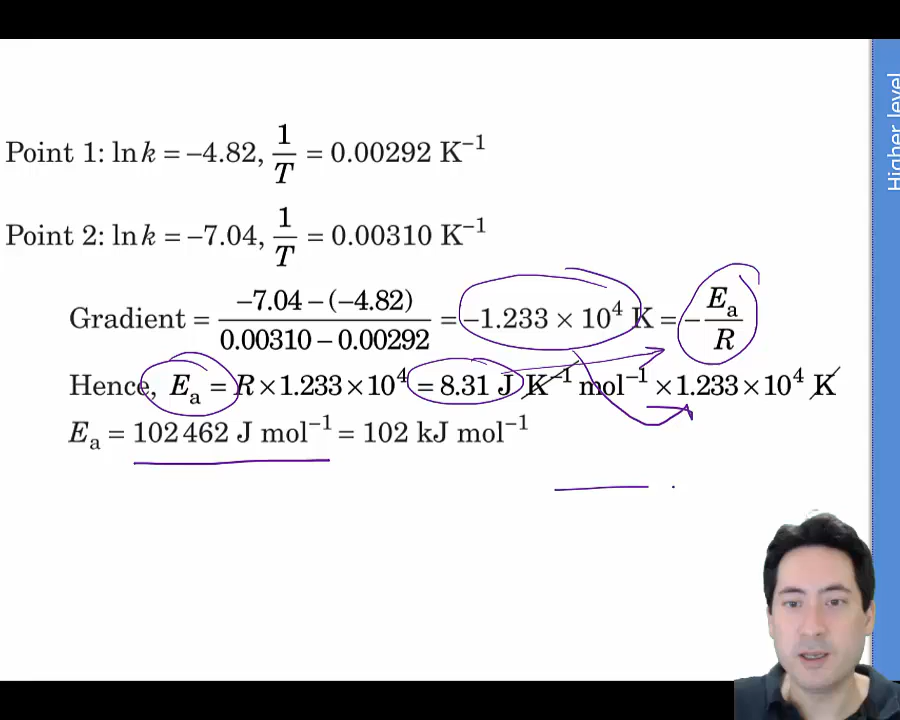 Higher level
Point 1: ln k = −4.82, 1/T = 0.00292 K⁻¹
Point 2: ln k = −7.04, 1/T = 0.00310 K⁻¹
Gradient = (−7.04 − (−4.82))/(0.00310 − 0.00292) = −1.233 × 10⁴ K = −Eₐ/R
Hence, Eₐ = R × 1.233 × 10⁴ = 8.31 J K⁻¹ mol⁻¹ × 1.233 × 10⁴ K
Eₐ = 102 462 J mol⁻¹ = 102 kJ mol⁻¹